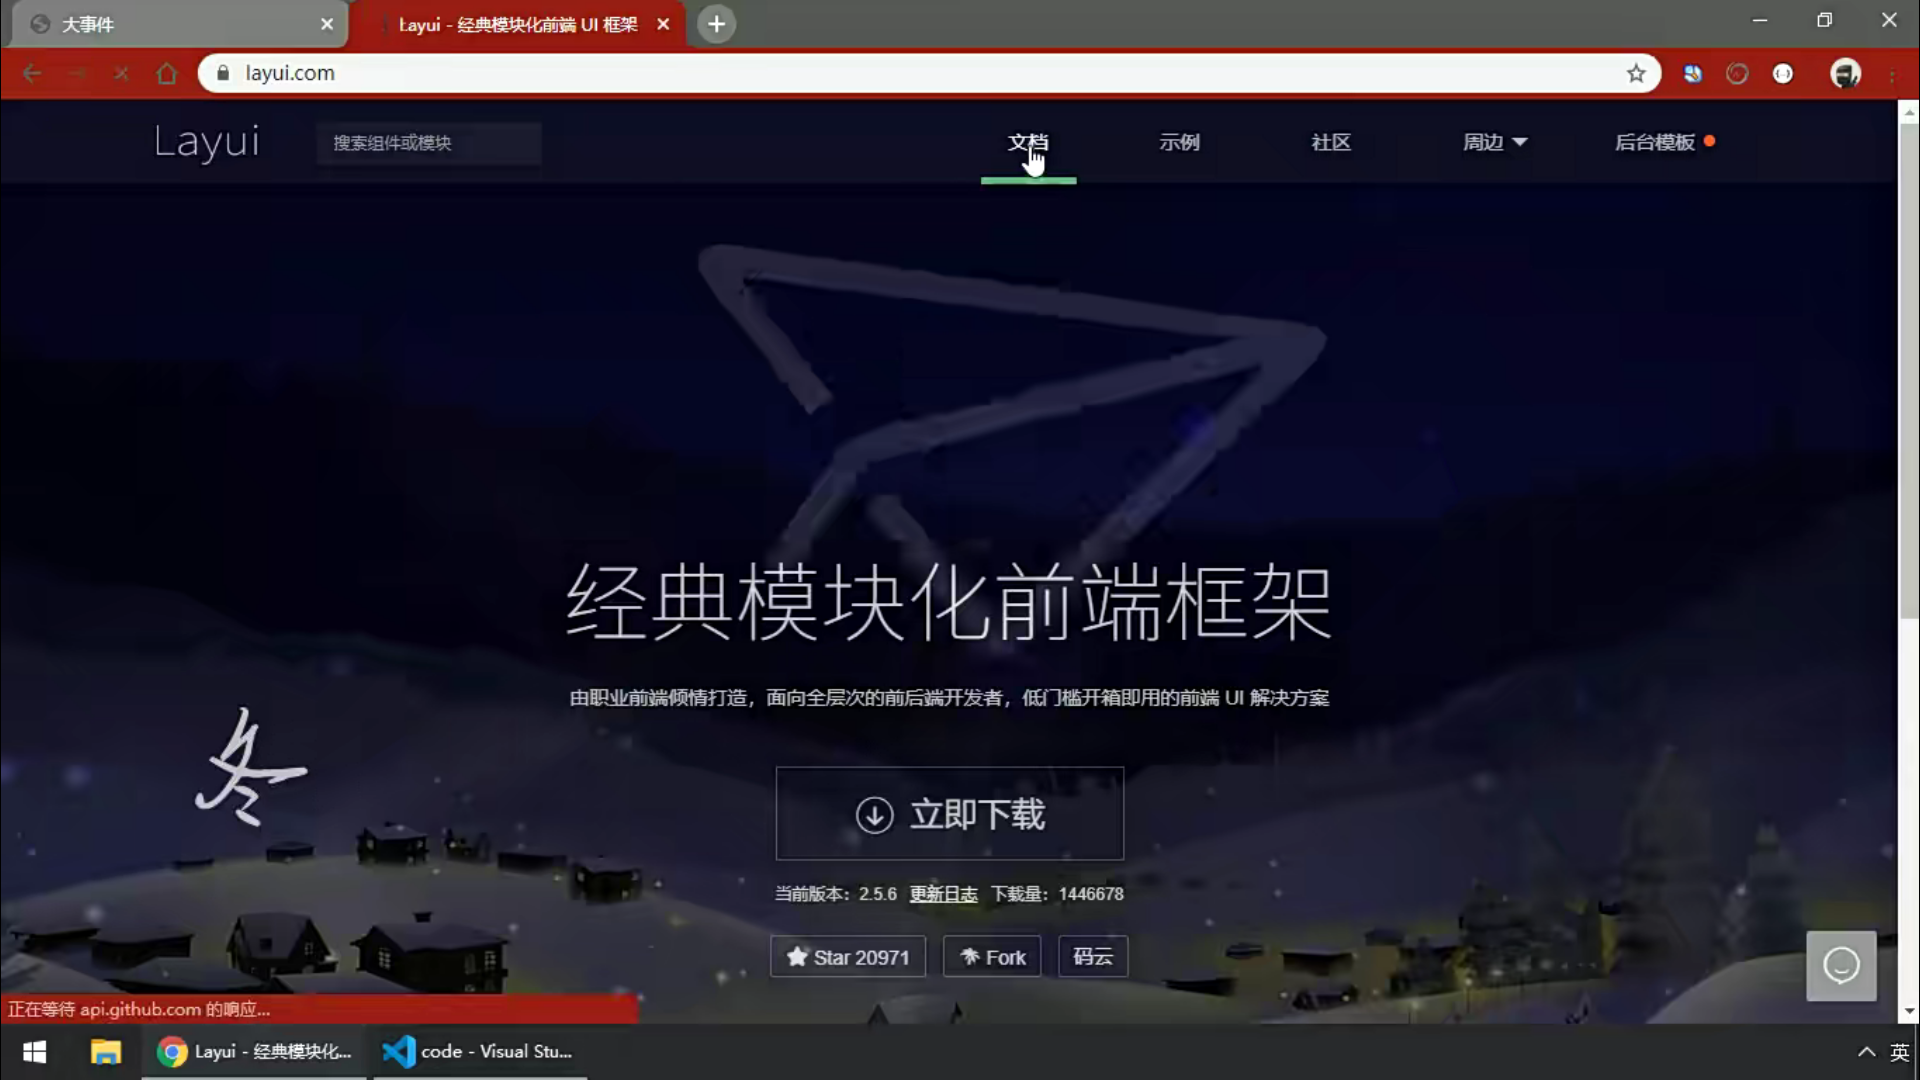 大事件
Layui - 经典模块化前端 UI 框架
layui.com
Layui
搜索组件或模块
文档
示例
社区
周边
后台模板
经典模块化前端框架
由职业前端倾情打造，面向全层次的前后端开发者，低门槛开箱即用的前端 UI 解决方案
冬
立即下载
当前版本：2.5.6 更新日志 下载量：1446678
Star 20971
Fork
码云
正在等待 api.github.com 的响应...
Layui - 经典模块化...
code - Visual Stu...
英